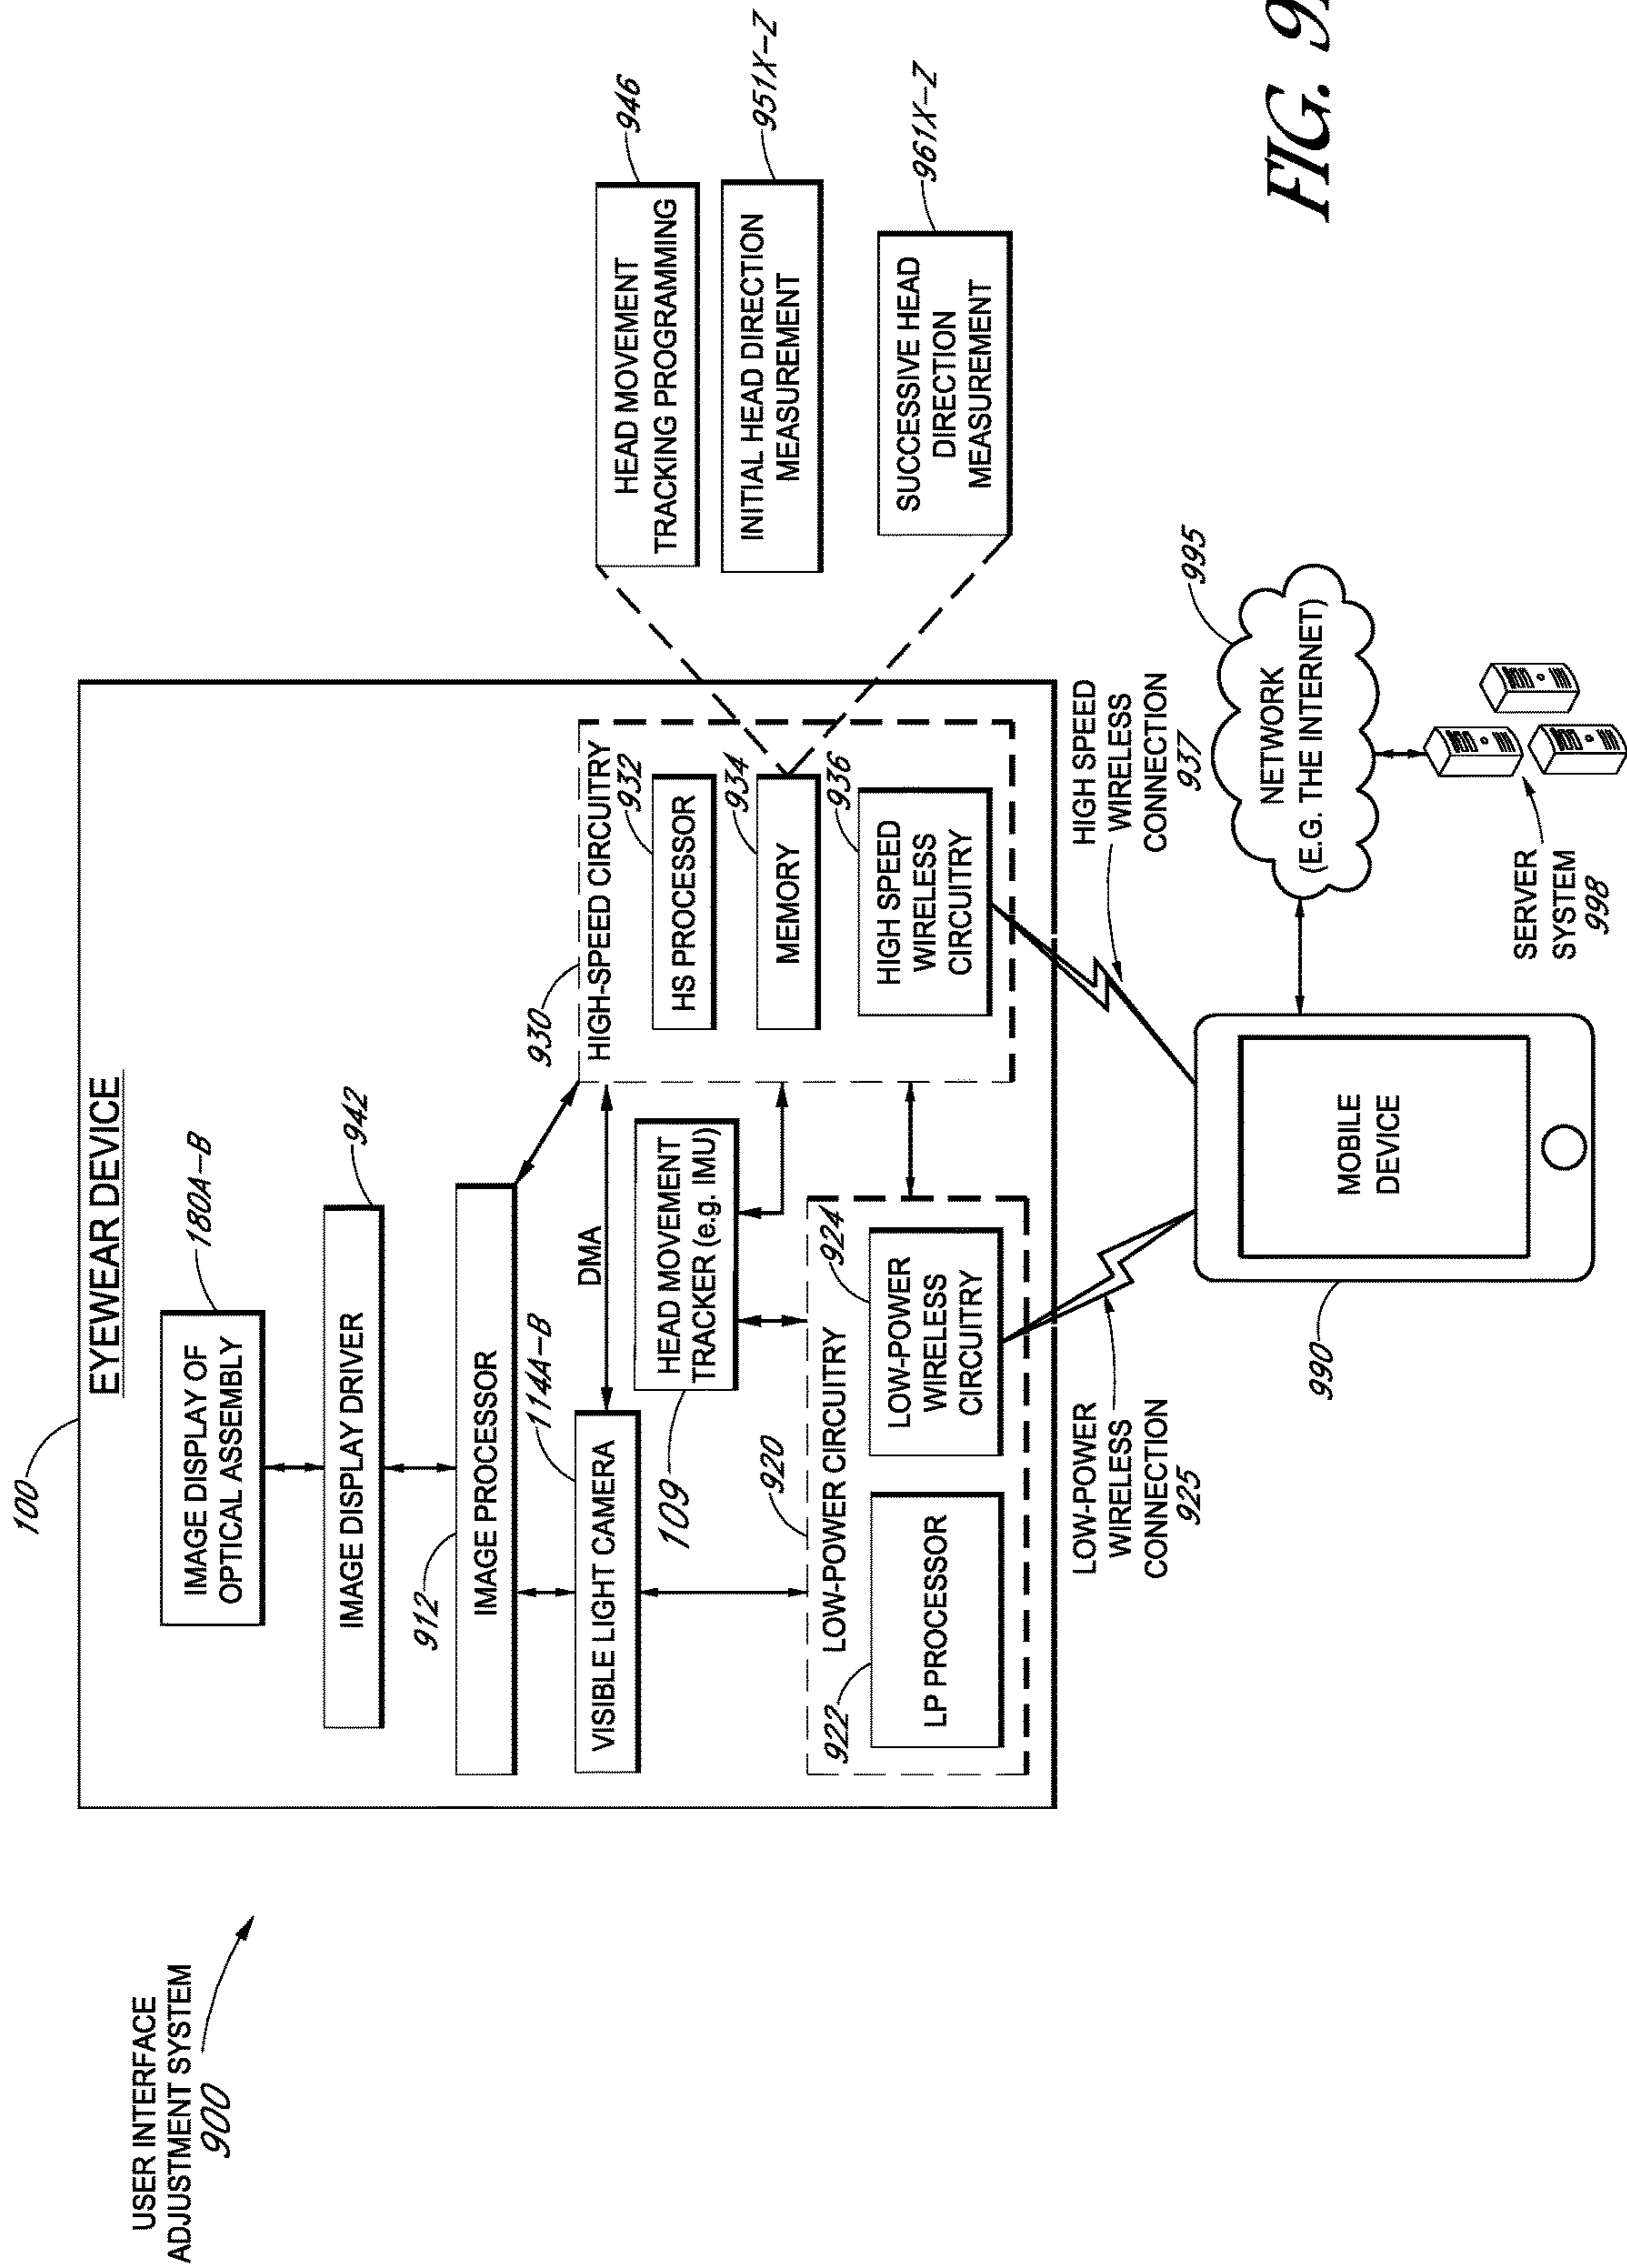 USER INTERFACE
ADJUSTMENT SYSTEM
900
100
EYEWEAR DEVICE
IMAGE DISPLAY OF
OPTICAL ASSEMBLY
180A-B
IMAGE DISPLAY DRIVER
942
912
IMAGE PROCESSOR
VISIBLE LIGHT CAMERA
114A-B
DMA
109
HEAD MOVEMENT
TRACKER (e.g. IMU)
930
HIGH-SPEED CIRCUITRY
932
HS PROCESSOR
934
MEMORY
936
HIGH SPEED
WIRELESS
CIRCUITRY
920
LOW-POWER CIRCUITRY
922
LP PROCESSOR
924
LOW-POWER
WIRELESS
CIRCUITRY
946
HEAD MOVEMENT
TRACKING PROGRAMMING
951X-Z
INITIAL HEAD DIRECTION
MEASUREMENT
961X-Z
SUCCESSIVE HEAD
DIRECTION
MEASUREMENT
LOW-POWER
WIRELESS
CONNECTION
925
HIGH SPEED
WIRELESS
CONNECTION
937
990
MOBILE
DEVICE
995
NETWORK
(E.G. THE INTERNET)
SERVER
SYSTEM
998
FIG.